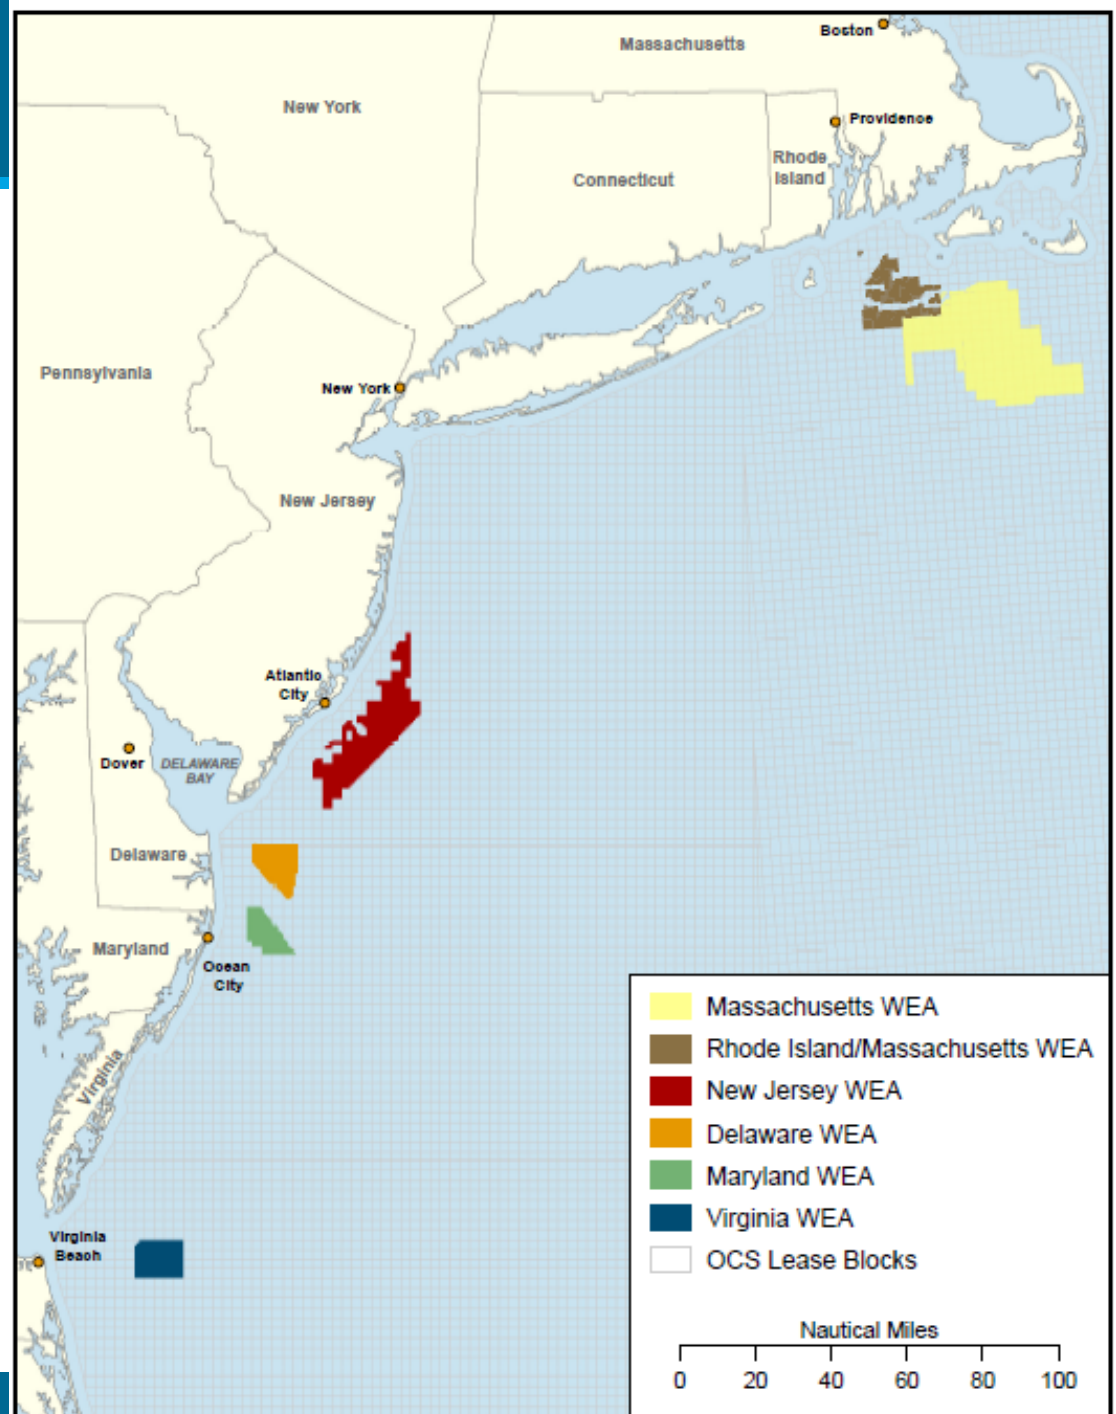 Boston
Massachusetts
New York
Providence
Rhode
Island
Connecticut
Pennsylvania
New York
New Jersey
Atlantic
City
Dover
DELAWARE
BAY
Delaware
Maryland
Ocean
City
Virginia
Virginia
Beach
Massachusetts WEA
Rhode Island/Massachusetts WEA
New Jersey WEA
Delaware WEA
Maryland WEA
Virginia WEA
OCS Lease Blocks
Nautical Miles
0 20 40 60 80 100